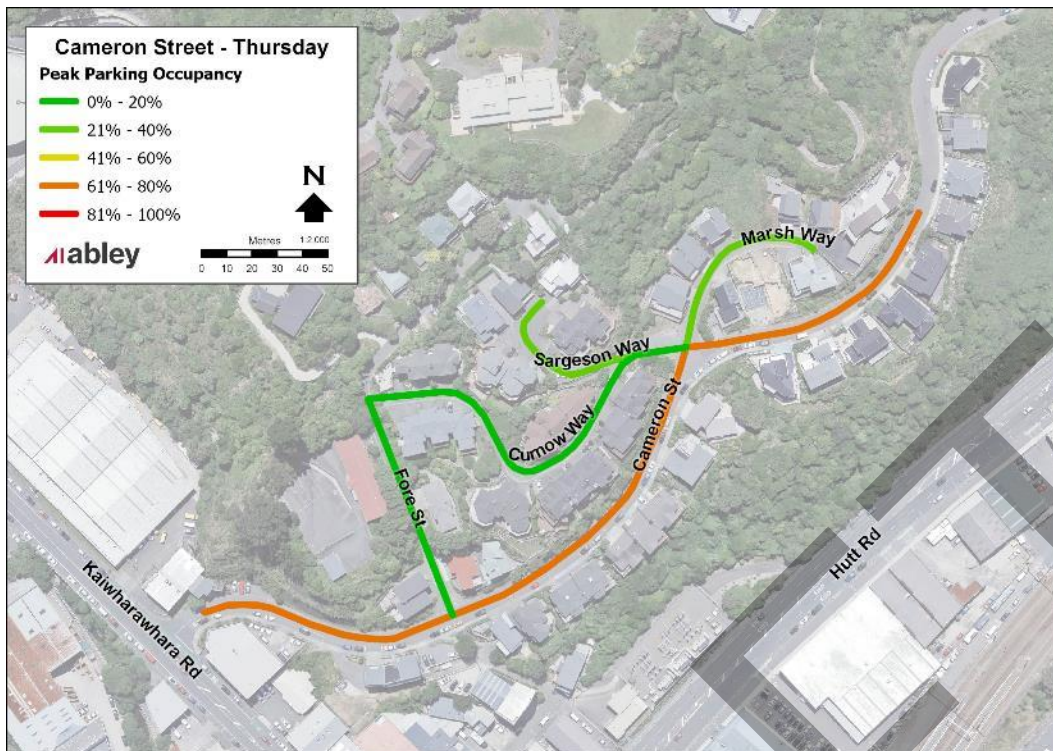 Cameron Street - Thursday
Peak Parking Occupancy
0% - 20%
21% - 40%
41% - 60%
61% - 80%
81% - 100%
N
Metres 1:2,000
0 10 20 30 40 50
abley
Marsh Way
Sargeson Way
Curnow Way
Cameron St
Fore St
Hutt Rd
Kaiwharawhara Rd